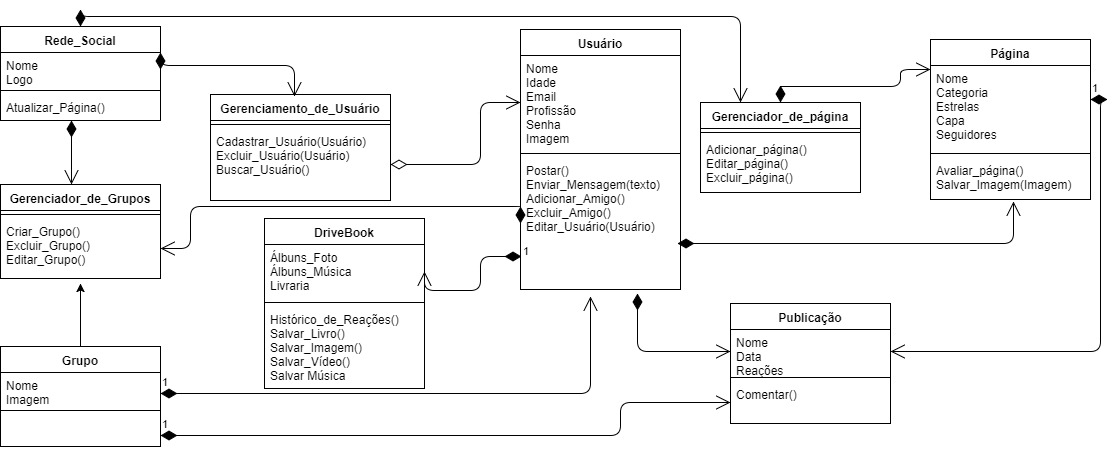 Rede_Social
Nome
Logo
Atualizar_Página()
Gerenciamento_de_Usuário
Cadastrar_Usuário(Usuário)
Excluir_Usuário(Usuário)
Buscar_Usuário()
Usuário
Nome
Idade
Email
Profissão
Senha
Imagem
Postar()
Enviar_Mensagem(texto)
Adicionar_Amigo()
Excluir_Amigo()
Editar_Usuário(Usuário)
1
Gerenciador_de_página
Adicionar_página()
Editar_página()
Excluir_página()
Página
Nome
Categoria
Estrelas
Capa
Seguidores
Avaliar_página()
Salvar_Imagem(Imagem)
1
Gerenciador_de_Grupos
Criar_Grupo()
Excluir_Grupo()
Editar_Grupo()
DriveBook
Álbuns_Foto
Álbuns_Música
Livraria
Histórico_de_Reações()
Salvar_Livro()
Salvar_Imagem()
Salvar_Vídeo()
Salvar Música
Publicação
Nome
Data
Reações
Comentar()
Grupo
Nome
Imagem
1
1